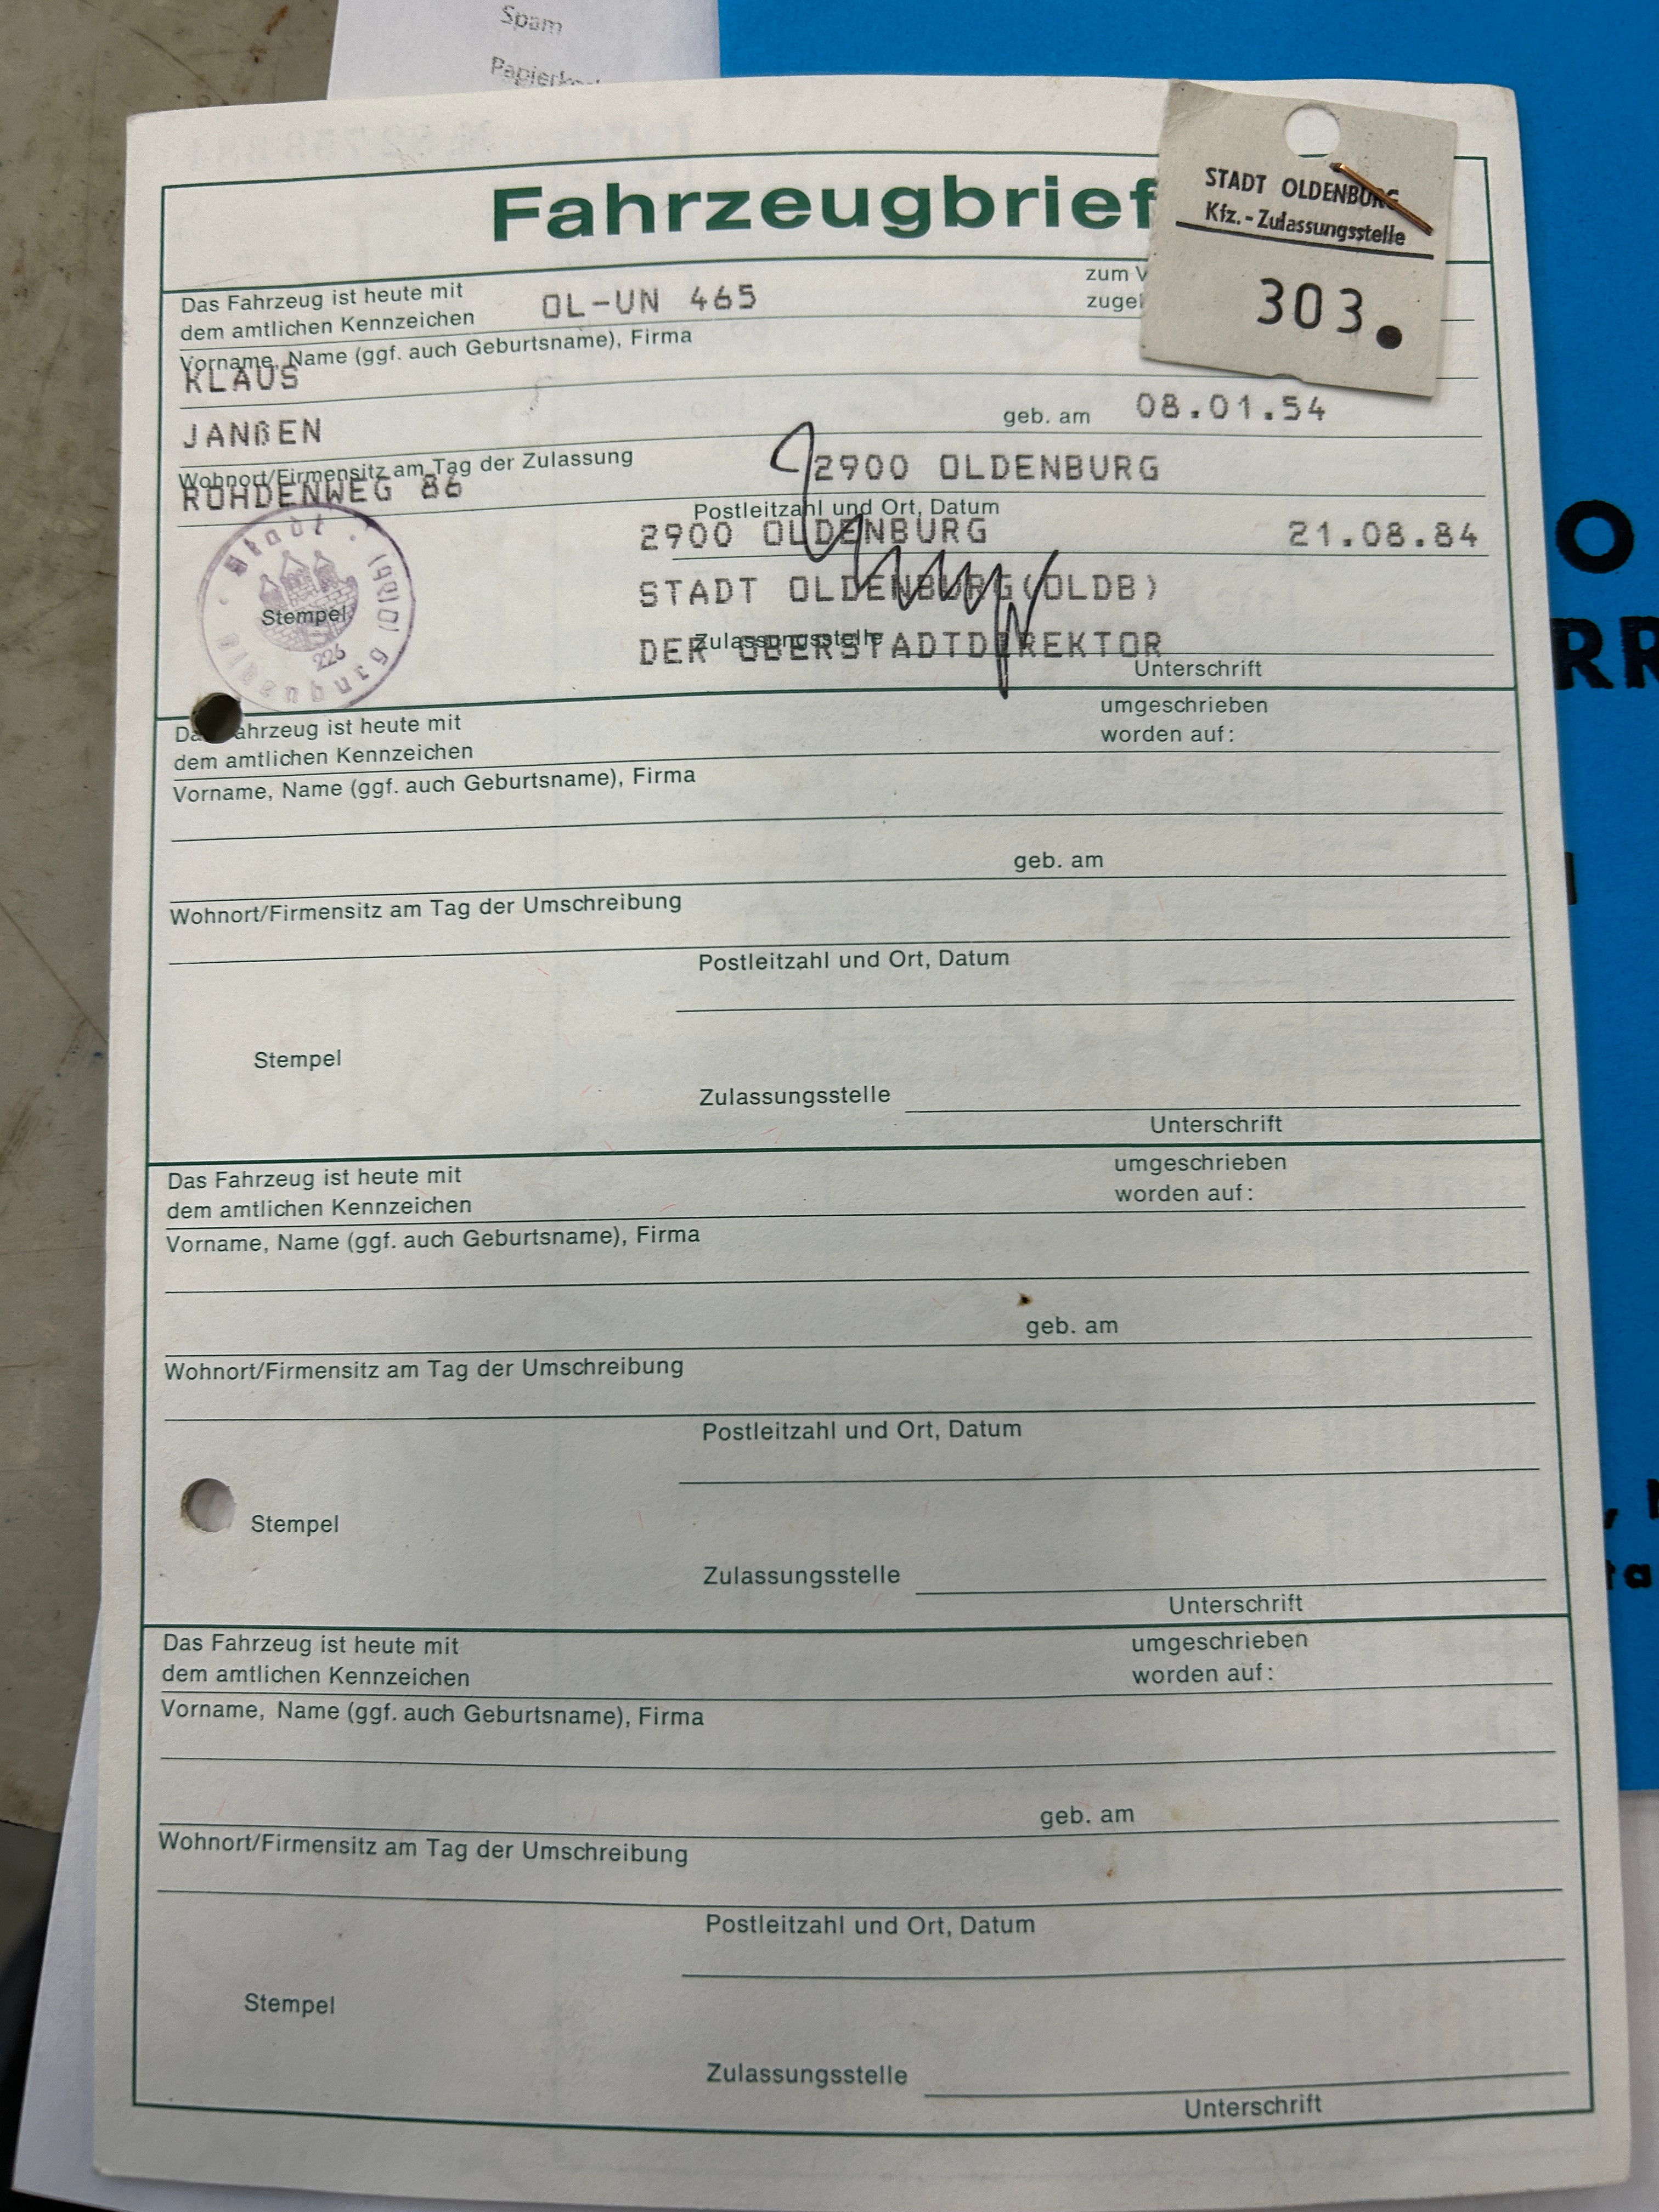 Spam
Fahrzeugbrief
STADT OLDENBURG
Kfz.-Zulassungsstelle
303.
Das Fahrzeug ist heute mit
dem amtlichen Kennzeichen
OL-UN 465
zum V
zugel
Vorname, Name (ggf. auch Geburtsname), Firma
KLAUS
JANßEN
geb. am
08.01.54
Wohnort/Firmensitz am Tag der Zulassung
2900 OLDENBURG
ROHDENWEG 86
Postleitzahl und Ort, Datum
2900 OLDENBURG 21.08.84
STADT OLDENBURG(OLDB)
Zulassungsstelle
DER OBERSTADTDIREKTOR
Unterschrift
Stadt Oldenburg (Oldb)
Stempel
226
Das Fahrzeug ist heute mit
dem amtlichen Kennzeichen
umgeschrieben
worden auf:
Vorname, Name (ggf. auch Geburtsname), Firma
geb. am
Wohnort/Firmensitz am Tag der Umschreibung
Postleitzahl und Ort, Datum
Stempel
Zulassungsstelle
Unterschrift
Das Fahrzeug ist heute mit
dem amtlichen Kennzeichen
umgeschrieben
worden auf:
Vorname, Name (ggf. auch Geburtsname), Firma
geb. am
Wohnort/Firmensitz am Tag der Umschreibung
Postleitzahl und Ort, Datum
Stempel
Zulassungsstelle
Unterschrift
Das Fahrzeug ist heute mit
dem amtlichen Kennzeichen
umgeschrieben
worden auf:
Vorname, Name (ggf. auch Geburtsname), Firma
geb. am
Wohnort/Firmensitz am Tag der Umschreibung
Postleitzahl und Ort, Datum
Stempel
Zulassungsstelle
Unterschrift